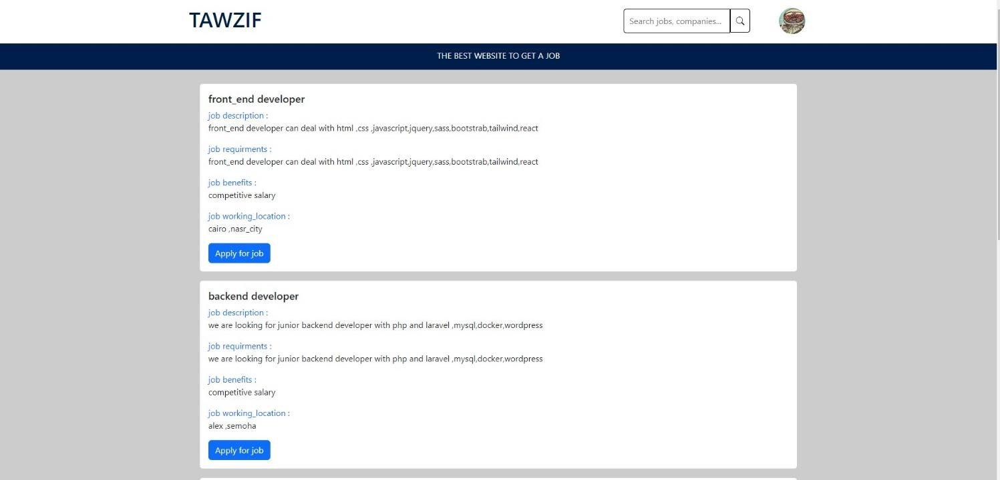 TAWZIF
Search jobs, companies...
THE BEST WEBSITE TO GET A JOB
front_end developer
job description :
front_end developer can deal with html ,css ,javascript,jquery,sass,bootstrab,tailwind,react
job requirments :
front_end developer can deal with html ,css ,javascript,jquery,sass,bootstrab,tailwind,react
job benefits :
competitive salary
job working_location :
cairo ,nasr_city
Apply for job
backend developer
job description :
we are looking for junior backend developer with php and laravel ,mysql,docker,wordpress
job requirments :
we are looking for junior backend developer with php and laravel ,mysql,docker,wordpress
job benefits :
competitive salary
job working_location :
alex ,semoha
Apply for job